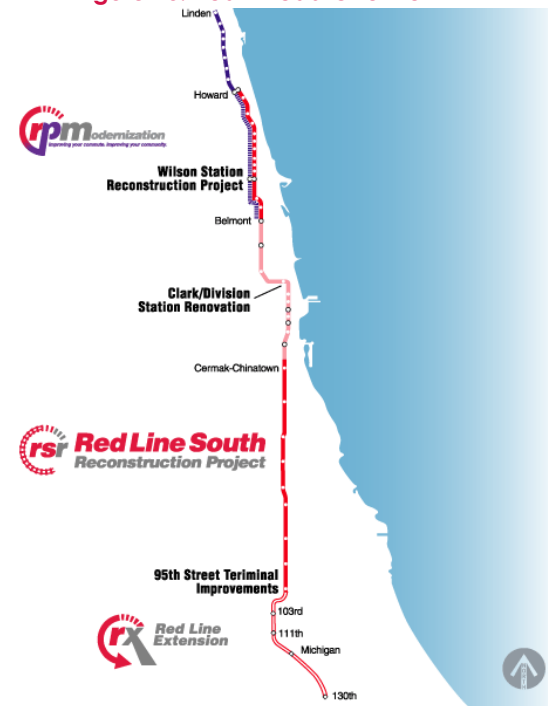 Linden
Howard
rpmodernization
improving your commute. improving your community.
Wilson Station
Reconstruction Project
Belmont
Clark/Division
Station Renovation
Cermak-Chinatown
rsr Red Line South
Reconstruction Project
95th Street Teriminal
Improvements
103rd
rx Red Line
Extension
111th
Michigan
130th